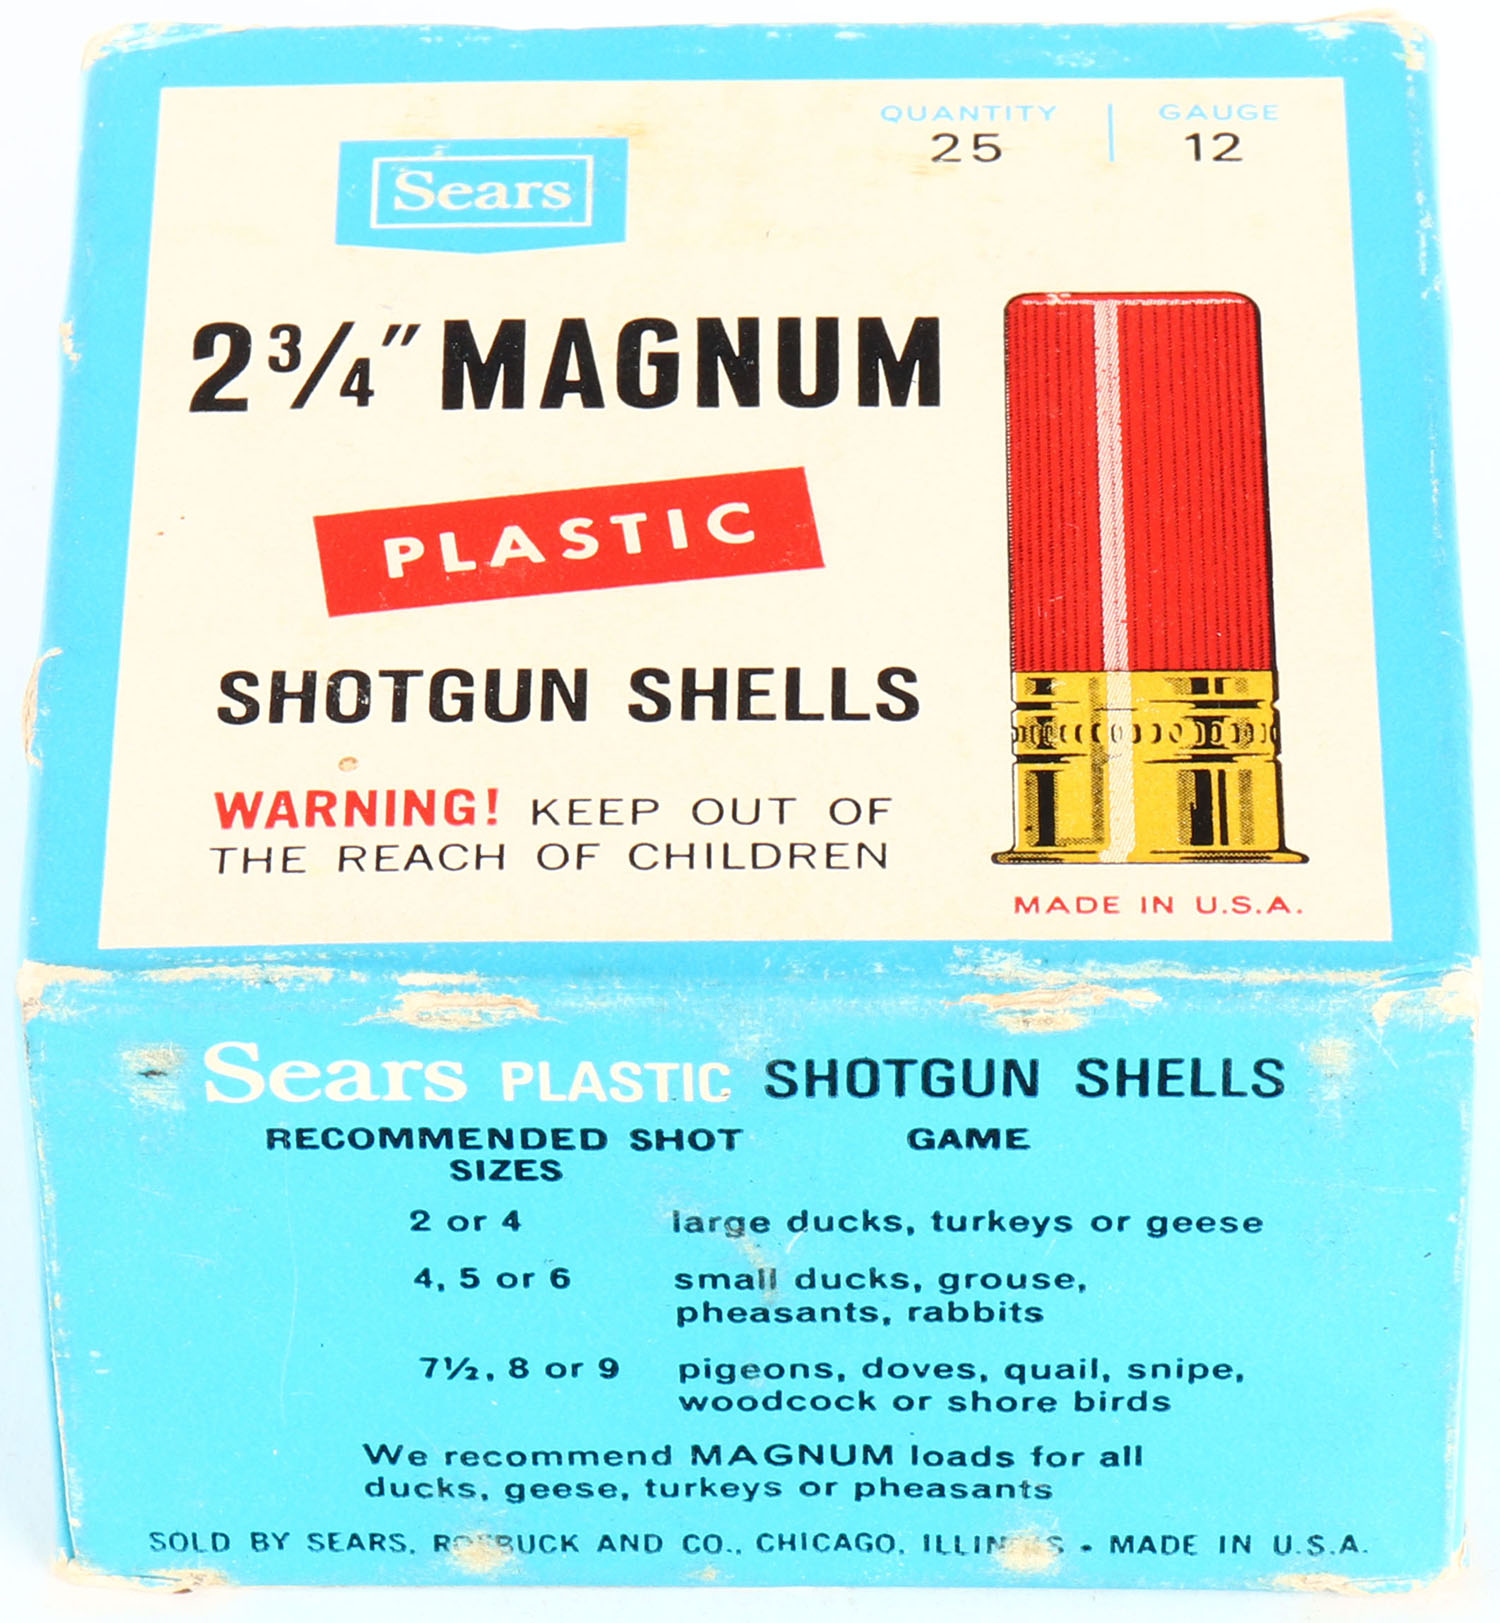 QUANTITY GAUGE
25 12
Sears
2 3/4" MAGNUM
PLASTIC
SHOTGUN SHELLS
WARNING! KEEP OUT OF
THE REACH OF CHILDREN
MADE IN U.S.A.
Sears PLASTIC SHOTGUN SHELLS
RECOMMENDED SHOT GAME
SIZES
2 or 4 large ducks, turkeys or geese
4, 5 or 6 small ducks, grouse,
pheasants, rabbits
7½, 8 or 9 pigeons, doves, quail, snipe,
woodcock or shore birds
We recommend MAGNUM loads for all
ducks, geese, turkeys or pheasants
SOLD BY SEARS, ROEBUCK AND CO., CHICAGO, ILLINOIS • MADE IN U.S.A.